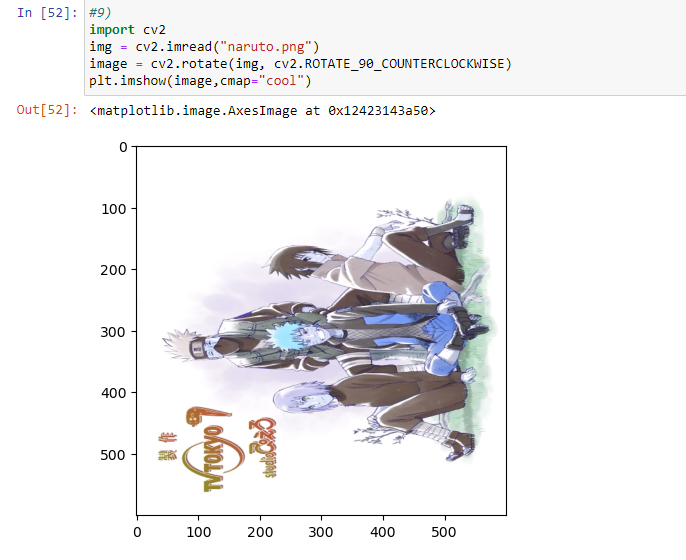 In [52]: #9)
import cv2
img = cv2.imread("naruto.png")
image = cv2.rotate(img, cv2.ROTATE_90_COUNTERCLOCKWISE)
plt.imshow(image,cmap="cool")
Out[52]: <matplotlib.image.AxesImage at 0x12423143a50>
0
100
200
300
400
500
製作
TV TOKYO 7
studio ぴえろ
0 100 200 300 400 500